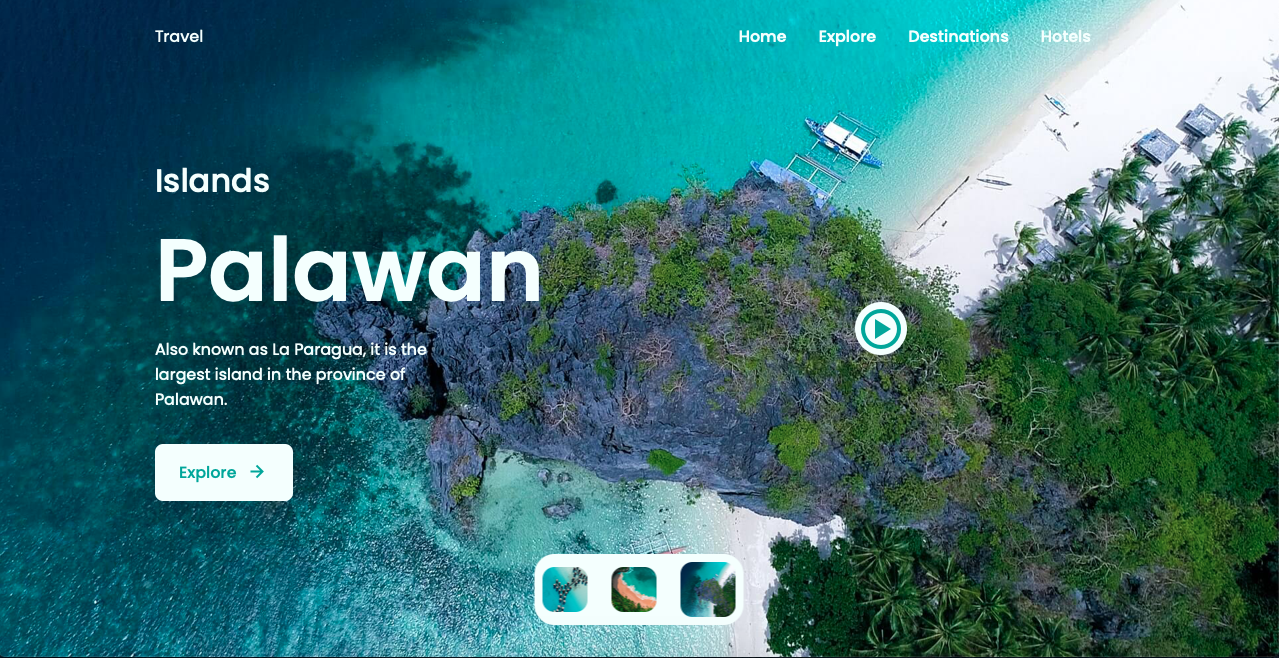 Travel
Home Explore Destinations Hotels
Islands
Palawan
Also known as La Paragua, it is the
largest island in the province of
Palawan.
Explore